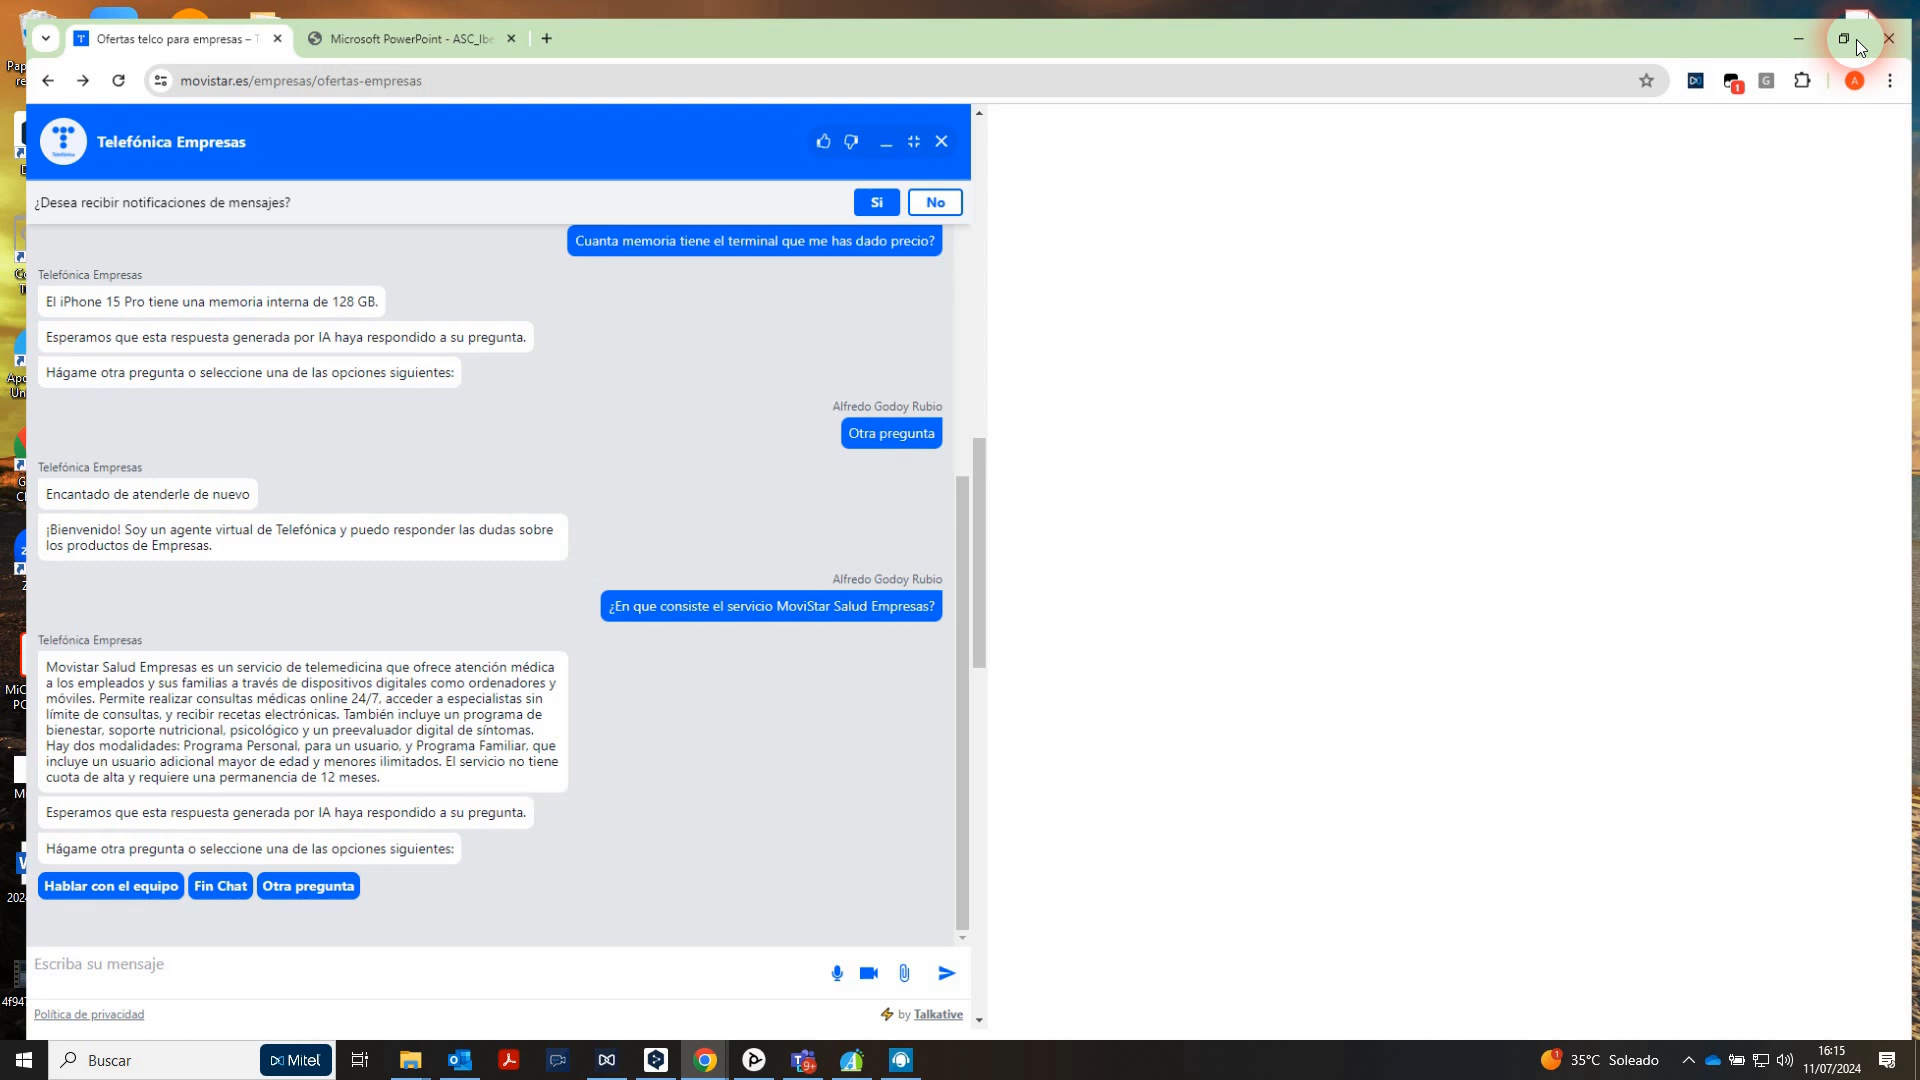 Ofertas telco para empresas – T
Microsoft PowerPoint - ASC_Ibe
movistar.es/empresas/ofertas-empresas
1
G
A
Telefónica Empresas
¿Desea recibir notificaciones de mensajes?
Si
No
Cuanta memoria tiene el terminal que me has dado precio?
Telefónica Empresas
El iPhone 15 Pro tiene una memoria interna de 128 GB.
Esperamos que esta respuesta generada por IA haya respondido a su pregunta.
Hágame otra pregunta o seleccione una de las opciones siguientes:
Alfredo Godoy Rubio
Otra pregunta
Telefónica Empresas
Encantado de atenderle de nuevo
¡Bienvenido! Soy un agente virtual de Telefónica y puedo responder las dudas sobre
los productos de Empresas.
Alfredo Godoy Rubio
¿En que consiste el servicio MoviStar Salud Empresas?
Telefónica Empresas
Movistar Salud Empresas es un servicio de telemedicina que ofrece atención médica
a los empleados y sus familias a través de dispositivos digitales como ordenadores y
móviles. Permite realizar consultas médicas online 24/7, acceder a especialistas sin
límite de consultas, y recibir recetas electrónicas. También incluye un programa de
bienestar, soporte nutricional, psicológico y un preevaluador digital de síntomas.
Hay dos modalidades: Programa Personal, para un usuario, y Programa Familiar, que
incluye un usuario adicional mayor de edad y menores ilimitados. El servicio no tiene
cuota de alta y requiere una permanencia de 12 meses.
Esperamos que esta respuesta generada por IA haya respondido a su pregunta.
Hágame otra pregunta o seleccione una de las opciones siguientes:
Hablar con el equipo
Fin Chat
Otra pregunta
Escriba su mensaje
Política de privacidad
by Talkative
Buscar
Mitel
9+
1
35°C Soleado
16:15
11/07/2024